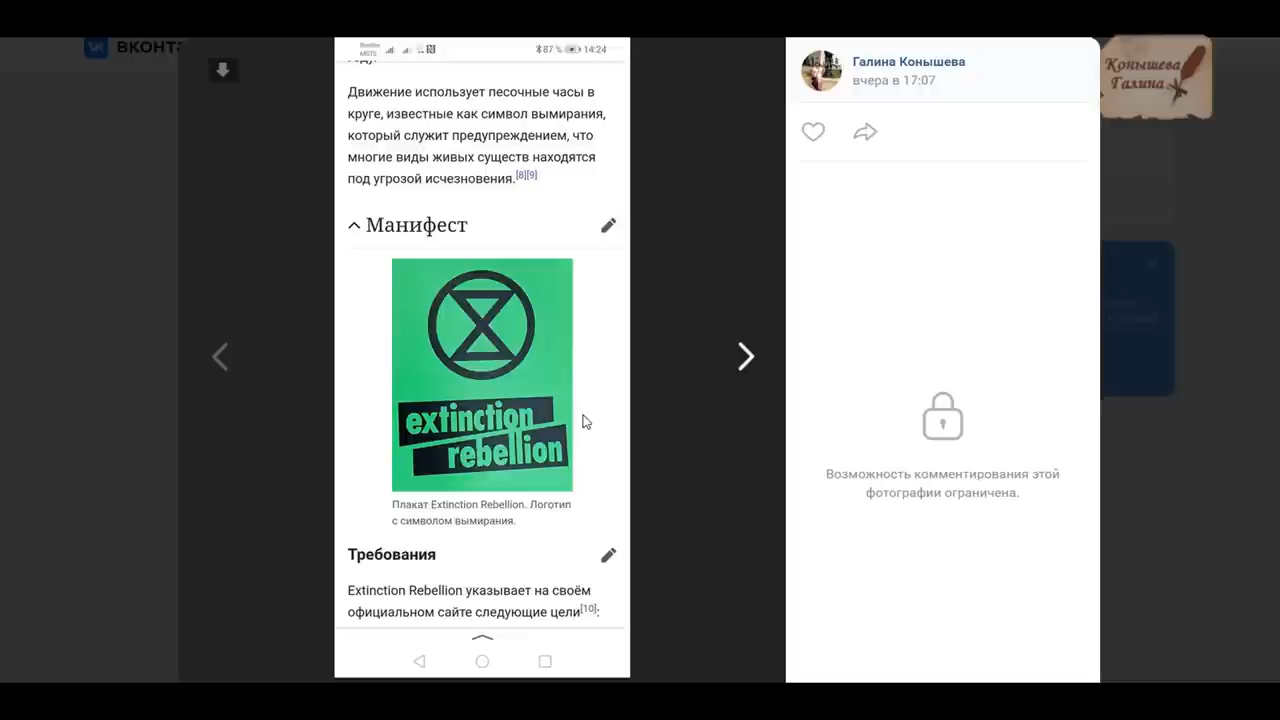 ВКОНТА
87 % 14:24
году.
Движение использует песочные часы в
круге, известные как символ вымирания,
который служит предупреждением, что
многие виды живых существ находятся
под угрозой исчезновения.[8][9]
Манифест
extinction
rebellion
Плакат Extinction Rebellion. Логотип
с символом вымирания.
Требования
Extinction Rebellion указывает на своём
официальном сайте следующие цели[10]:
Галина Конышева
вчера в 17:07
Возможность комментирования этой
фотографии ограничена.
Конышева
Галина